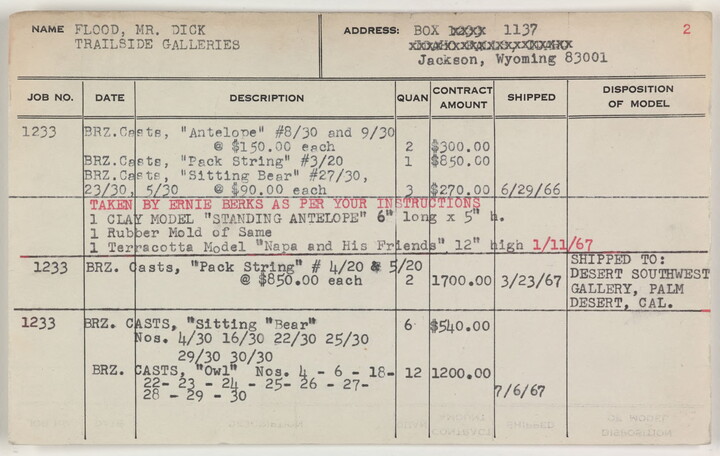 NAME FLOOD, MR. DICK ADDRESS: BOX xxxx 1137 2
TRAILSIDE GALLERIES
Jackson, Wyoming 83001
JOB NO. DATE DESCRIPTION QUAN CONTRACT AMOUNT SHIPPED DISPOSITION OF MODEL
1233 BRZ.Casts, "Antelope" #8/30 and 9/30
@ $150.00 each 2 $300.00
BRZ.Casts, "Pack String" #3/20 1 $850.00
BRZ.Casts, "Sitting Bear" #27/30,
23/30, 5/30 @ $90.00 each 3 $270.00 6/29/66
TAKEN BY ERNIE BERKS AS PER YOUR INSTRUCTIONS
1 CLAY MODEL "STANDING ANTELOPE" 6" long x 5" h.
1 Rubber Mold of Same
1 Terracotta Model "Napa and His Friends" 12" high 1/11/67
SHIPPED TO:
1233 BRZ. Casts, "Pack String" # 4/20 & 5/20 DESERT SOUTHWEST
@ $850.00 each 2 1700.00 3/23/67 GALLERY, PALM
DESERT, CAL.
1233 BRZ. CASTS, "Sitting "Bear" 6 $540.00
Nos. 4/30 16/30 22/30 25/30
29/30 30/30
BRZ. CASTS, "Owl" Nos. 4 - 6 - 18- 12 1200.00
22- 23 - 24 - 25- 26 - 27-
28 - 29 - 30 7/6/67